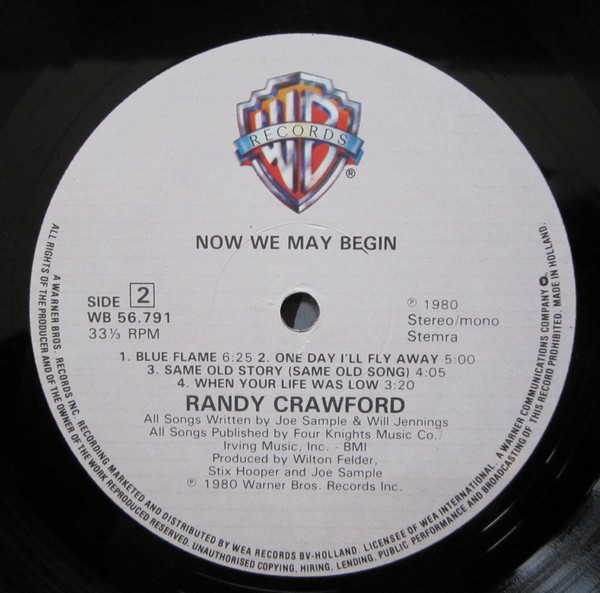 WB
RECORDS
®
NOW WE MAY BEGIN
SIDE 2
WB 56.791
33⅓ RPM
℗ 1980
Stereo/mono
Stemra
1. BLUE FLAME 6:25 2. ONE DAY I'LL FLY AWAY 5:00
3. SAME OLD STORY (SAME OLD SONG) 4:05
4. WHEN YOUR LIFE WAS LOW 3:20
RANDY CRAWFORD
All Songs Written by Joe Sample & Will Jennings
All Songs Published by Four Knights Music Co./
Irving Music, Inc. - BMI
Produced by Wilton Felder,
Stix Hooper and Joe Sample
℗ 1980 Warner Bros. Records Inc.
A WARNER BROS. RECORDS INC. RECORDING MARKETED AND DISTRIBUTED BY WEA RECORDS BV-HOLLAND. LICENSEE OF WEA INTERNATIONAL. A WARNER COMMUNICATIONS COMPANY
ALL RIGHTS OF THE PRODUCER AND OF THE OWNER OF THE WORK REPRODUCED RESERVED. UNAUTHORISED COPYING, HIRING, LENDING, PUBLIC PERFORMANCE AND BROADCASTING OF THIS RECORD PROHIBITED. MADE IN HOLLAND.